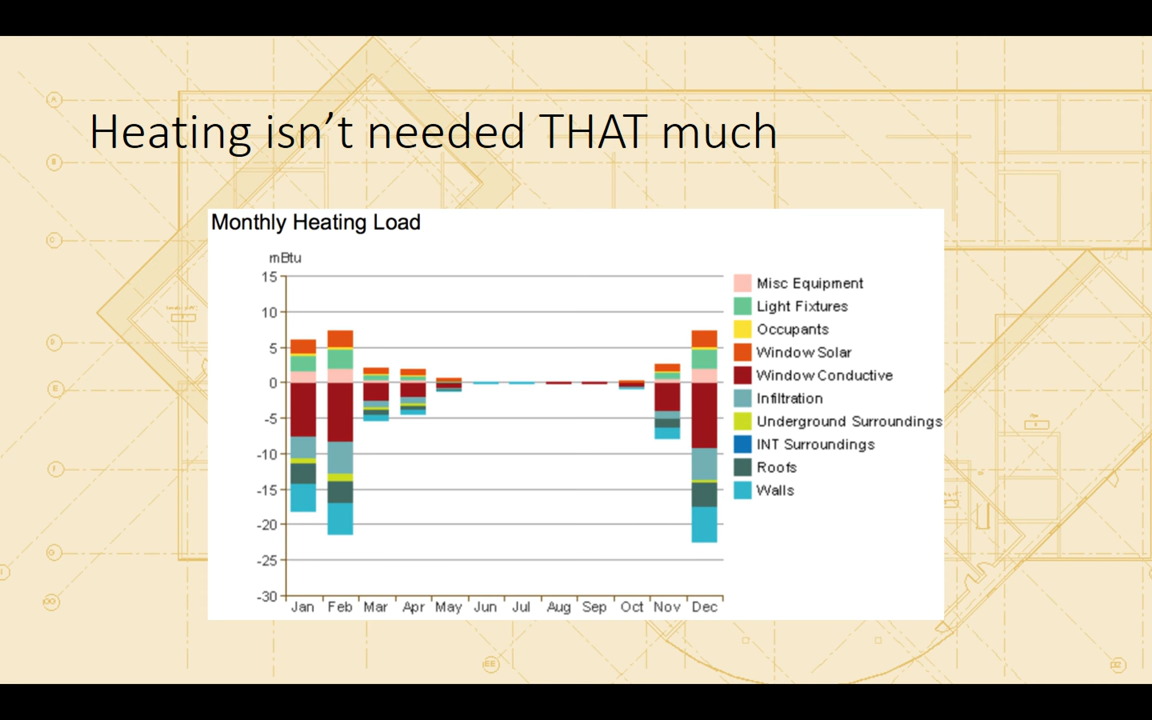 Heating isn't needed THAT much
Monthly Heating Load
mBtu
15
10
5
0
-5
-10
-15
-20
-25
-30
Jan Feb Mar Apr May Jun Jul Aug Sep Oct Nov Dec
Misc Equipment
Light Fixtures
Occupants
Window Solar
Window Conductive
Infiltration
Underground Surroundings
INT Surroundings
Roofs
Walls